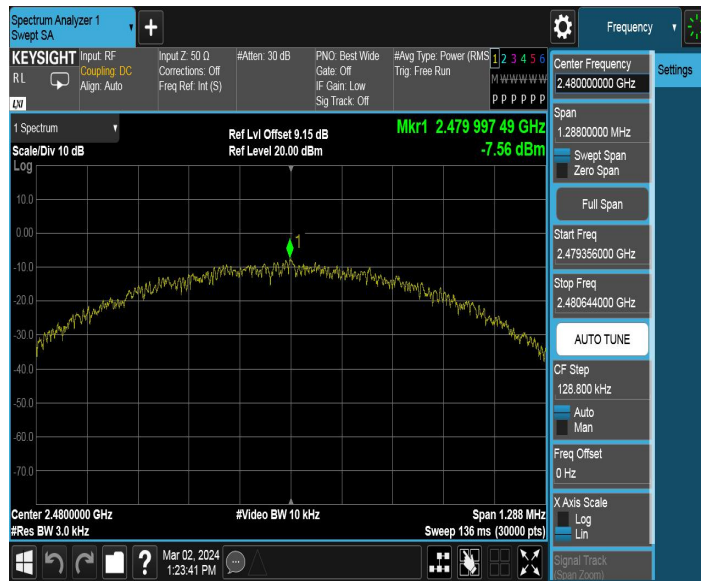 Spectrum Analyzer 1
Swept SA
+
Frequency
KEYSIGHT
RL
LXI
Input: RF
Coupling: DC
Align: Auto
Input Z: 50 Ω
Corrections: Off
Freq Ref: Int (S)
#Atten: 30 dB
PNO: Best Wide
Gate: Off
IF Gain: Low
Sig Track: Off
#Avg Type: Power (RMS
Trig: Free Run
1 2 3 4 5 6
M W W W W W
P P P P P P
Center Frequency
2.480000000 GHz
Settings
Span
1.28800000 MHz
Swept Span
Zero Span
Full Span
Start Freq
2.479356000 GHz
Stop Freq
2.480644000 GHz
AUTO TUNE
CF Step
128.800 kHz
Auto
Man
Freq Offset
0 Hz
X Axis Scale
Log
Lin
Signal Track
(Span Zoom)
1 Spectrum
Scale/Div 10 dB
Log
Ref Lvl Offset 9.15 dB
Ref Level 20.00 dBm
Mkr1 2.479 997 49 GHz
-7.56 dBm
10.0
0.00
1
-10.0
-20.0
-30.0
-40.0
-50.0
-60.0
-70.0
Center 2.4800000 GHz
#Res BW 3.0 kHz
#Video BW 10 kHz
Span 1.288 MHz
Sweep 136 ms (30000 pts)
?
Mar 02, 2024
1:23:41 PM